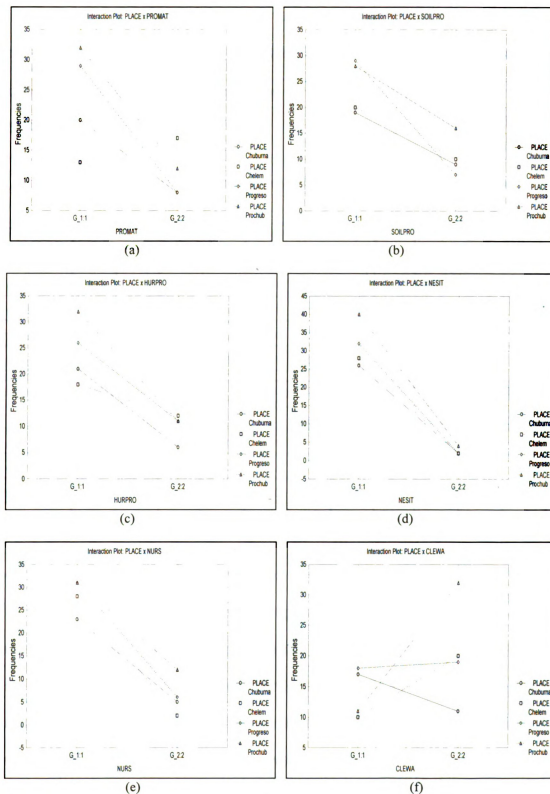 Interaction Plot: PLACE x PROMAT
Frequencies
35
30
25
20
15
10
5
G_1:1
G_2:2
PROMAT
PLACE
Chuburna
PLACE
Chelem
PLACE
Progreso
PLACE
Prochub
(a)
Interaction Plot: PLACE x SOILPRO
Frequencies
35
30
25
20
15
10
5
0
G_1:1
G_2:2
SOILPRO
PLACE
Chuburna
PLACE
Chelem
PLACE
Progreso
PLACE
Prochub
(b)
Interaction Plot: PLACE x HURPRO
Frequencies
35
30
25
20
15
10
5
0
G_1:1
G_2:2
HURPRO
PLACE
Chuburna
PLACE
Chelem
PLACE
Progreso
PLACE
Prochub
(c)
Interaction Plot: PLACE x NESIT
Frequencies
45
40
35
30
25
20
15
10
5
0
-5
G_1:1
G_2:2
NESIT
PLACE
Chuburna
PLACE
Chelem
PLACE
Progreso
PLACE
Prochub
(d)
Interaction Plot: PLACE x NURS
Frequencies
35
30
25
20
15
10
5
0
-5
G_1:1
G_2:2
NURS
PLACE
Chuburna
PLACE
Chelem
PLACE
Progreso
PLACE
Prochub
(e)
Interaction Plot: PLACE x CLEWA
Frequencies
35
30
25
20
15
10
5
G_1:1
G_2:2
CLEWA
PLACE
Chuburna
PLACE
Chelem
PLACE
Progreso
PLACE
Prochub
(f)